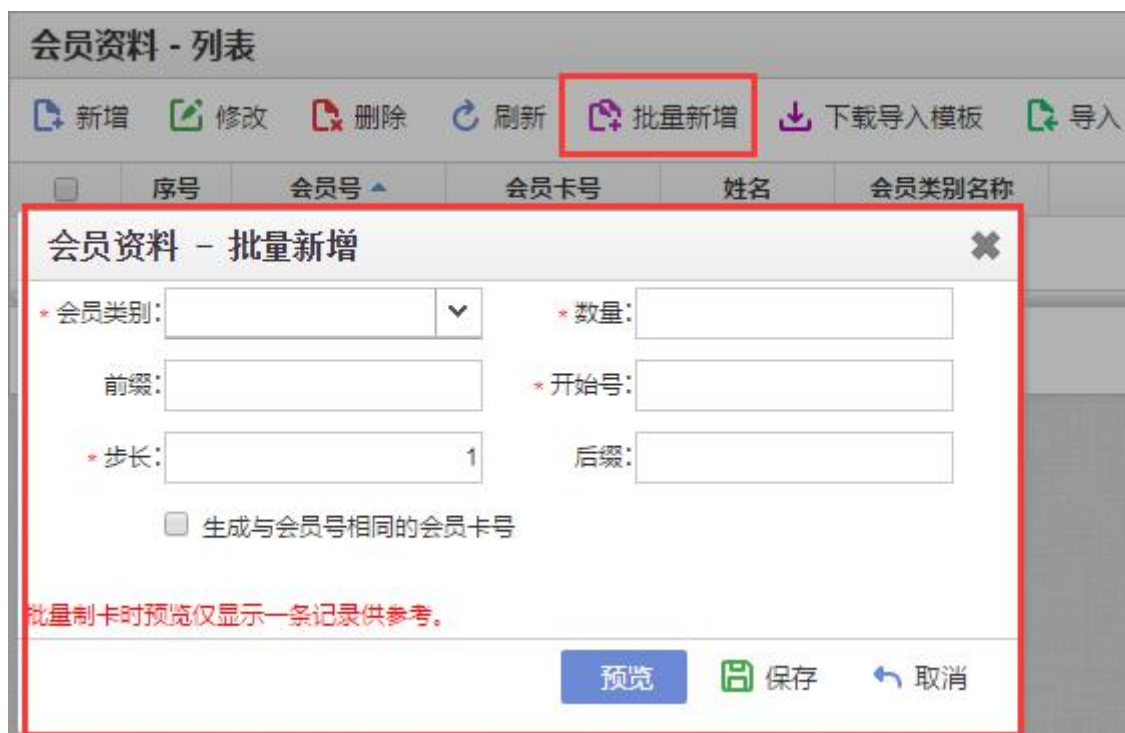 会员资料 - 列表
新增 修改 删除 刷新 批量新增 下载导入模板 导入
序号 会员号 会员卡号 姓名 会员类别名称
会员资料 - 批量新增
* 会员类别: * 数量:
前缀: * 开始号:
* 步长: 1 后缀:
生成与会员号相同的会员卡号
批量制卡时预览仅显示一条记录供参考。
预览 保存 取消